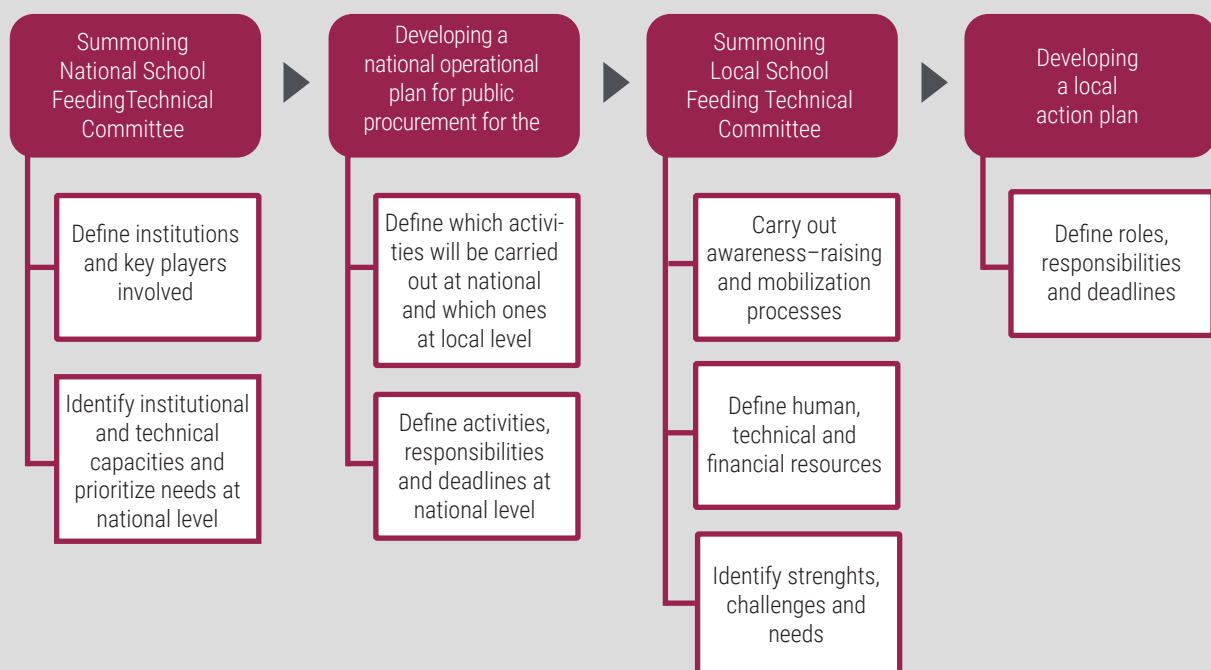 Summoning
National School
FeedingTechnical
Committee
Define institutions
and key players
involved
Identify institutional
and technical
capacities and
prioritize needs at
national level
Developing a
national operational
plan for public
procurement for the
Define which activi-
ties will be carried
out at national
and which ones
at local level
Define activities,
responsibilities
and deadlines at
national level
Summoning
Local School
Feeding Technical
Committee
Carry out
awareness–raising
and mobilization
processes
Define human,
technical and
financial resources
Identify strenghts,
challenges and
needs
Developing
a local
action plan
Define roles,
responsibilities
and deadlines